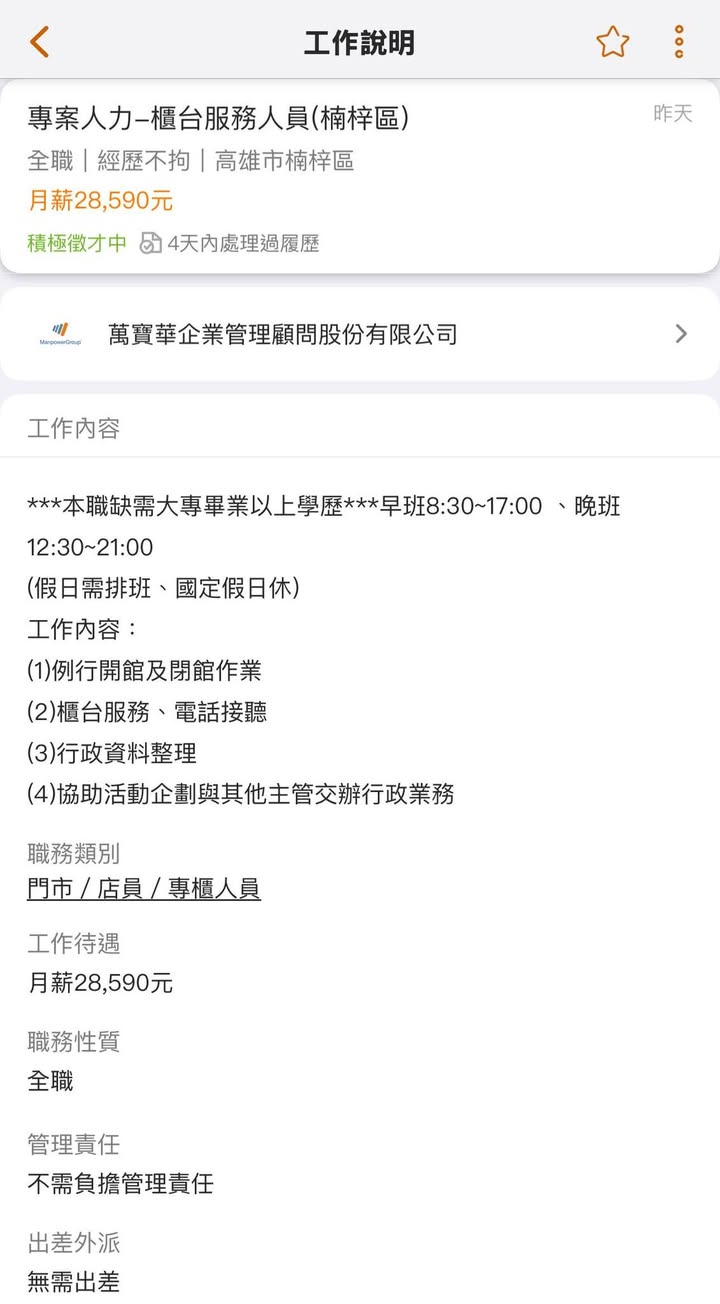 工作說明
專案人力–櫃台服務人員(楠梓區)
昨天
全職｜經歷不拘｜高雄市楠梓區
月薪28,590元
積極徵才中 4天內處理過履歷
ManpowerGroup
萬寶華企業管理顧問股份有限公司
工作內容
***本職缺需大專畢業以上學歷***早班8:30~17:00 、晚班
12:30~21:00
(假日需排班、國定假日休)
工作內容：
(1)例行開館及閉館作業
(2)櫃台服務、電話接聽
(3)行政資料整理
(4)協助活動企劃與其他主管交辦行政業務
職務類別
門市 / 店員 / 專櫃人員
工作待遇
月薪28,590元
職務性質
全職
管理責任
不需負擔管理責任
出差外派
無需出差